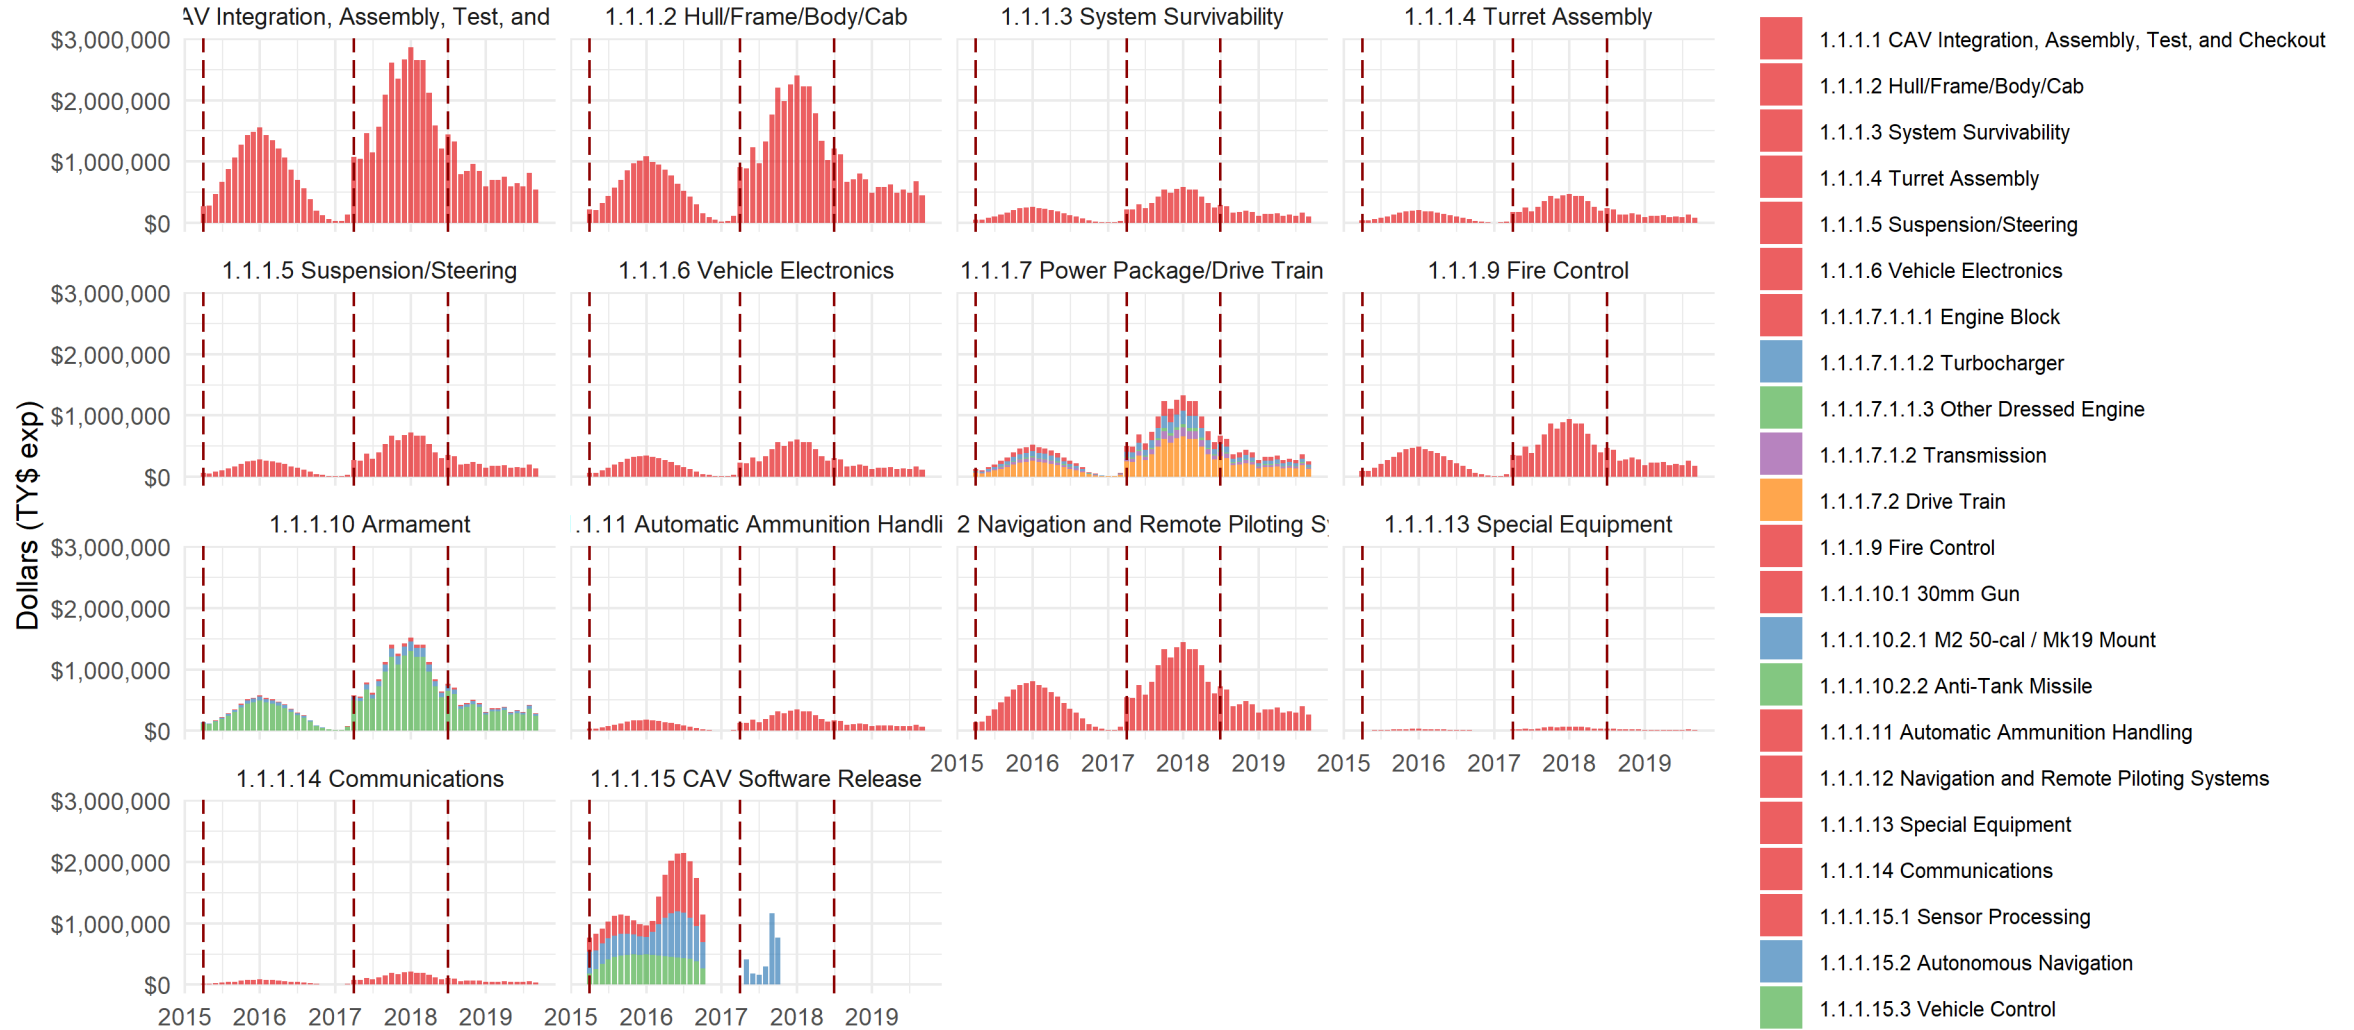 AV Integration, Assembly, Test, and
1.1.1.2 Hull/Frame/Body/Cab
1.1.1.3 System Survivability
1.1.1.4 Turret Assembly
$3,000,000
$2,000,000
$1,000,000
$0
1.1.1.5 Suspension/Steering
1.1.1.6 Vehicle Electronics
1.1.1.7 Power Package/Drive Train
1.1.1.9 Fire Control
$3,000,000
$2,000,000
$1,000,000
$0
Dollars (TY$ exp)
1.1.1.10 Armament
.1.11 Automatic Ammunition Handli
2 Navigation and Remote Piloting Sy
1.1.1.13 Special Equipment
$3,000,000
$2,000,000
$1,000,000
$0
2015 2016 2017 2018 2019
2015 2016 2017 2018 2019
1.1.1.14 Communications
1.1.1.15 CAV Software Release
$3,000,000
$2,000,000
$1,000,000
$0
2015 2016 2017 2018 2019
2015 2016 2017 2018 2019
1.1.1.1 CAV Integration, Assembly, Test, and Checkout
1.1.1.2 Hull/Frame/Body/Cab
1.1.1.3 System Survivability
1.1.1.4 Turret Assembly
1.1.1.5 Suspension/Steering
1.1.1.6 Vehicle Electronics
1.1.1.7.1.1.1 Engine Block
1.1.1.7.1.1.2 Turbocharger
1.1.1.7.1.1.3 Other Dressed Engine
1.1.1.7.1.2 Transmission
1.1.1.7.2 Drive Train
1.1.1.9 Fire Control
1.1.1.10.1 30mm Gun
1.1.1.10.2.1 M2 50-cal / Mk19 Mount
1.1.1.10.2.2 Anti-Tank Missile
1.1.1.11 Automatic Ammunition Handling
1.1.1.12 Navigation and Remote Piloting Systems
1.1.1.13 Special Equipment
1.1.1.14 Communications
1.1.1.15.1 Sensor Processing
1.1.1.15.2 Autonomous Navigation
1.1.1.15.3 Vehicle Control